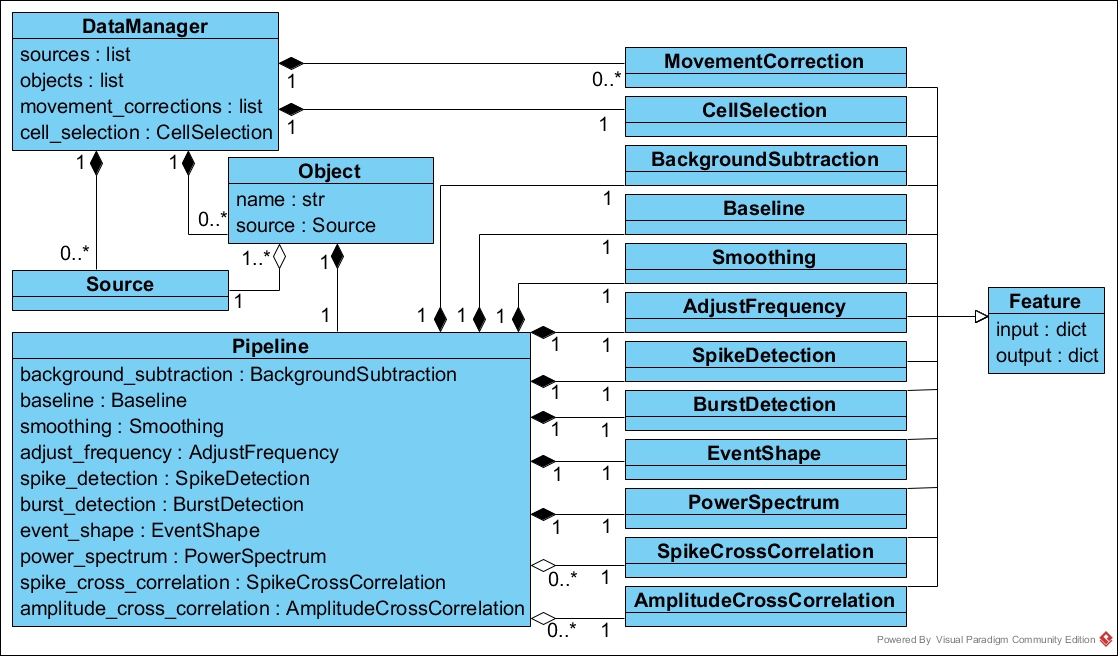 DataManager
sources : list
objects : list
movement_corrections : list
cell_selection : CellSelection
1
0..*
1
1
1
0..*
1
0..*
Object
name : str
source : Source
1..*
1
1
1
Source
Pipeline
background_subtraction : BackgroundSubtraction
baseline : Baseline
smoothing : Smoothing
adjust_frequency : AdjustFrequency
spike_detection : SpikeDetection
burst_detection : BurstDetection
event_shape : EventShape
power_spectrum : PowerSpectrum
spike_cross_correlation : SpikeCrossCorrelation
amplitude_cross_correlation : AmplitudeCrossCorrelation
1
1
1
1
1
1
1
1
0..*
0..*
MovementCorrection
CellSelection
BackgroundSubtraction
1
Baseline
1
Smoothing
1
AdjustFrequency
1
SpikeDetection
1
BurstDetection
1
EventShape
1
PowerSpectrum
1
SpikeCrossCorrelation
1
AmplitudeCrossCorrelation
1
Feature
input : dict
output : dict
Powered By Visual Paradigm Community Edition